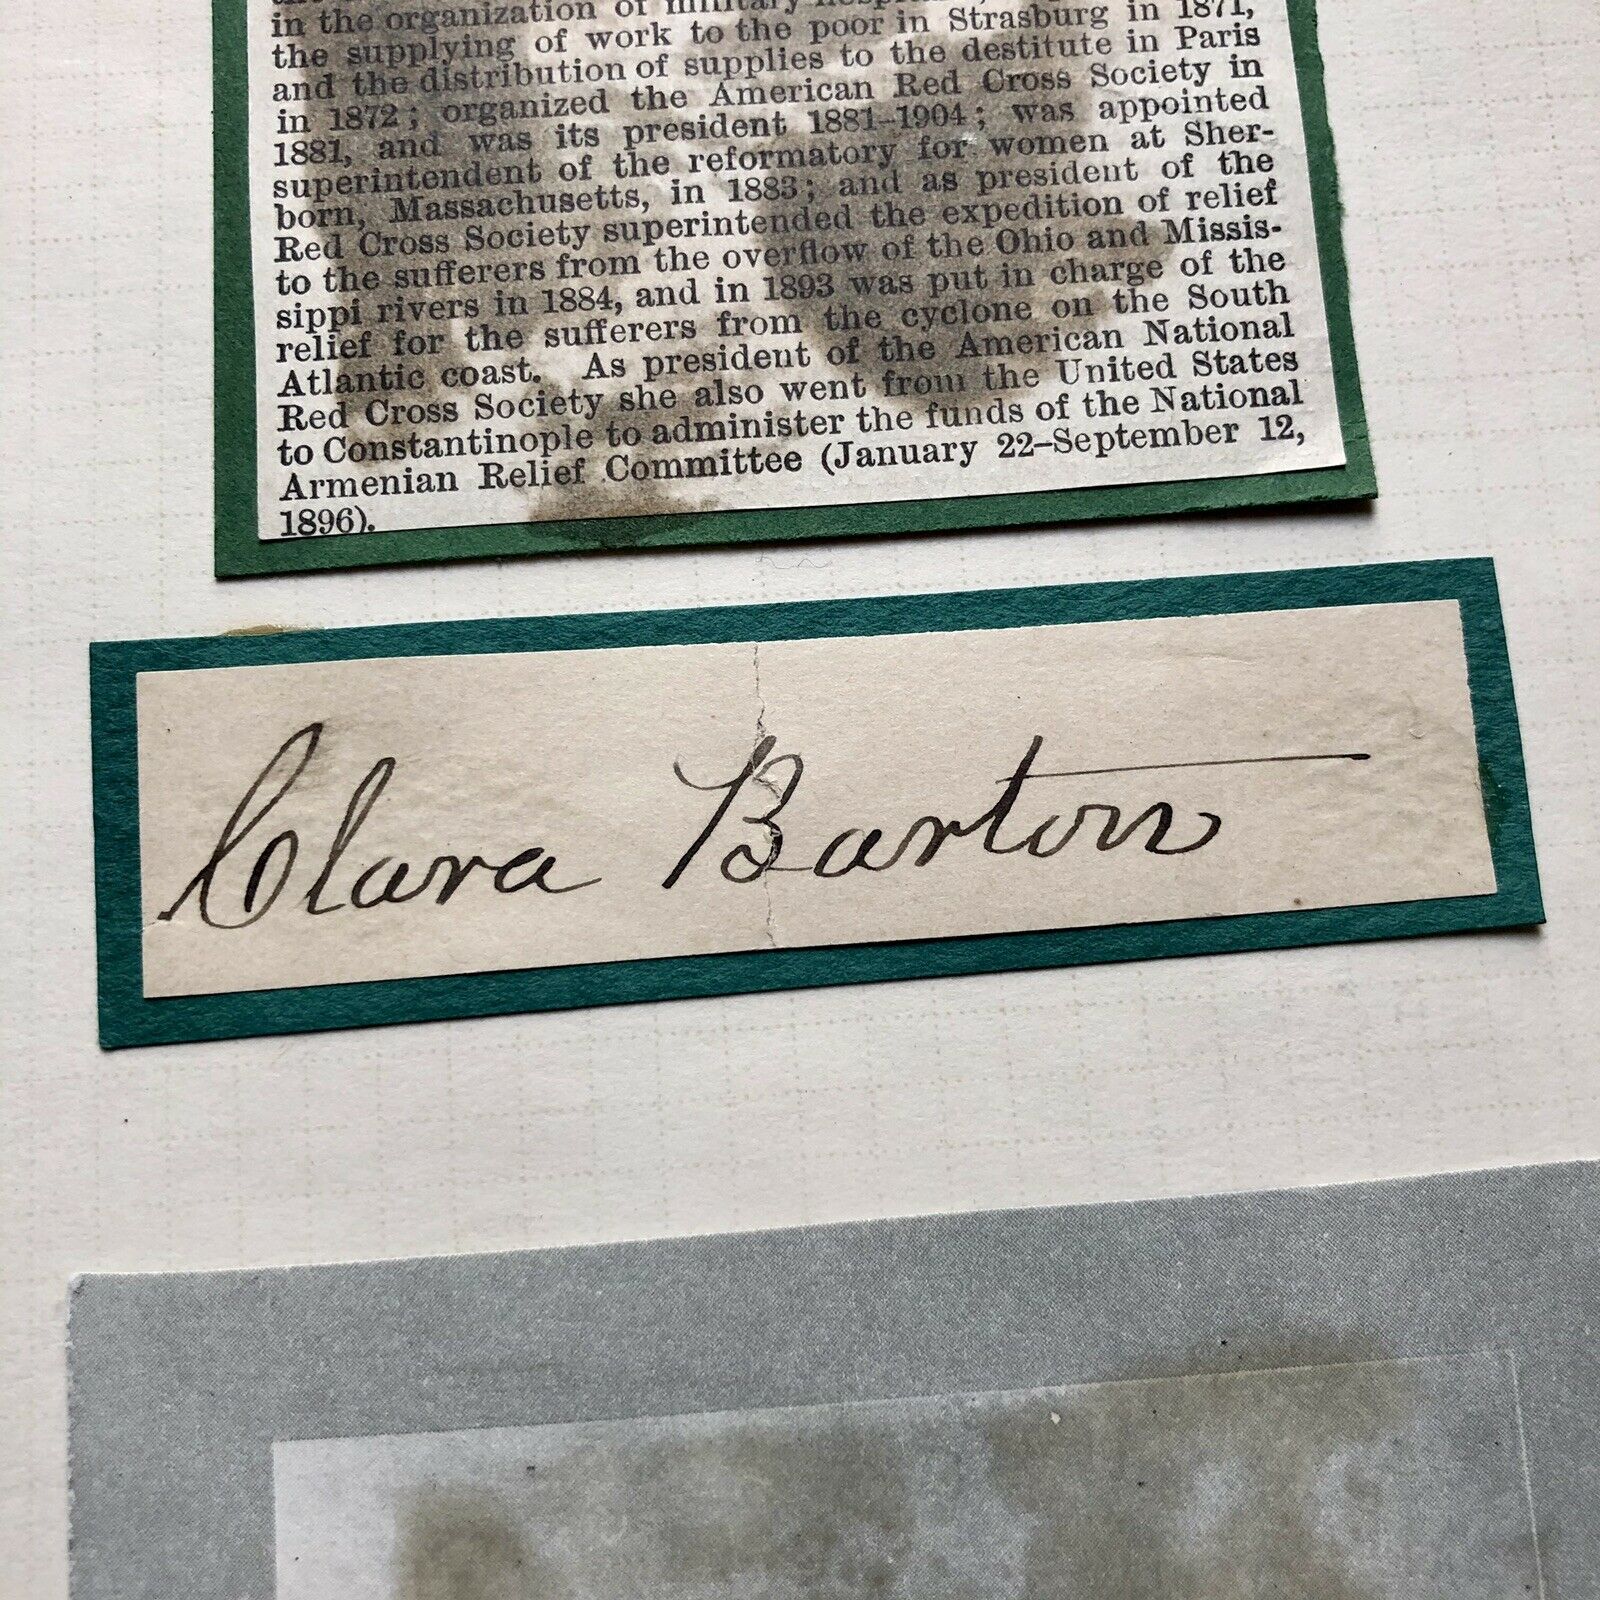 in the organization of military
the supplying of work to the poor in Strasburg in 1871,
and the distribution of supplies to the destitute in Paris
in 1872; organized the American Red Cross Society in
1881, and was its president 1881–1904; was appointed
superintendent of the reformatory for women at Sher-
born, Massachusetts, in 1883; and as president of the
Red Cross Society superintended the expedition of relief
to the sufferers from the overflow of the Ohio and Missis-
sippi rivers in 1884, and in 1893 was put in charge of the
relief for the sufferers from the cyclone on the South
Atlantic coast. As president of the American National
Red Cross Society she also went from the United States
to Constantinople to administer the funds of the National
Armenian Relief Committee (January 22–September 12,
1896).
Clara Barton